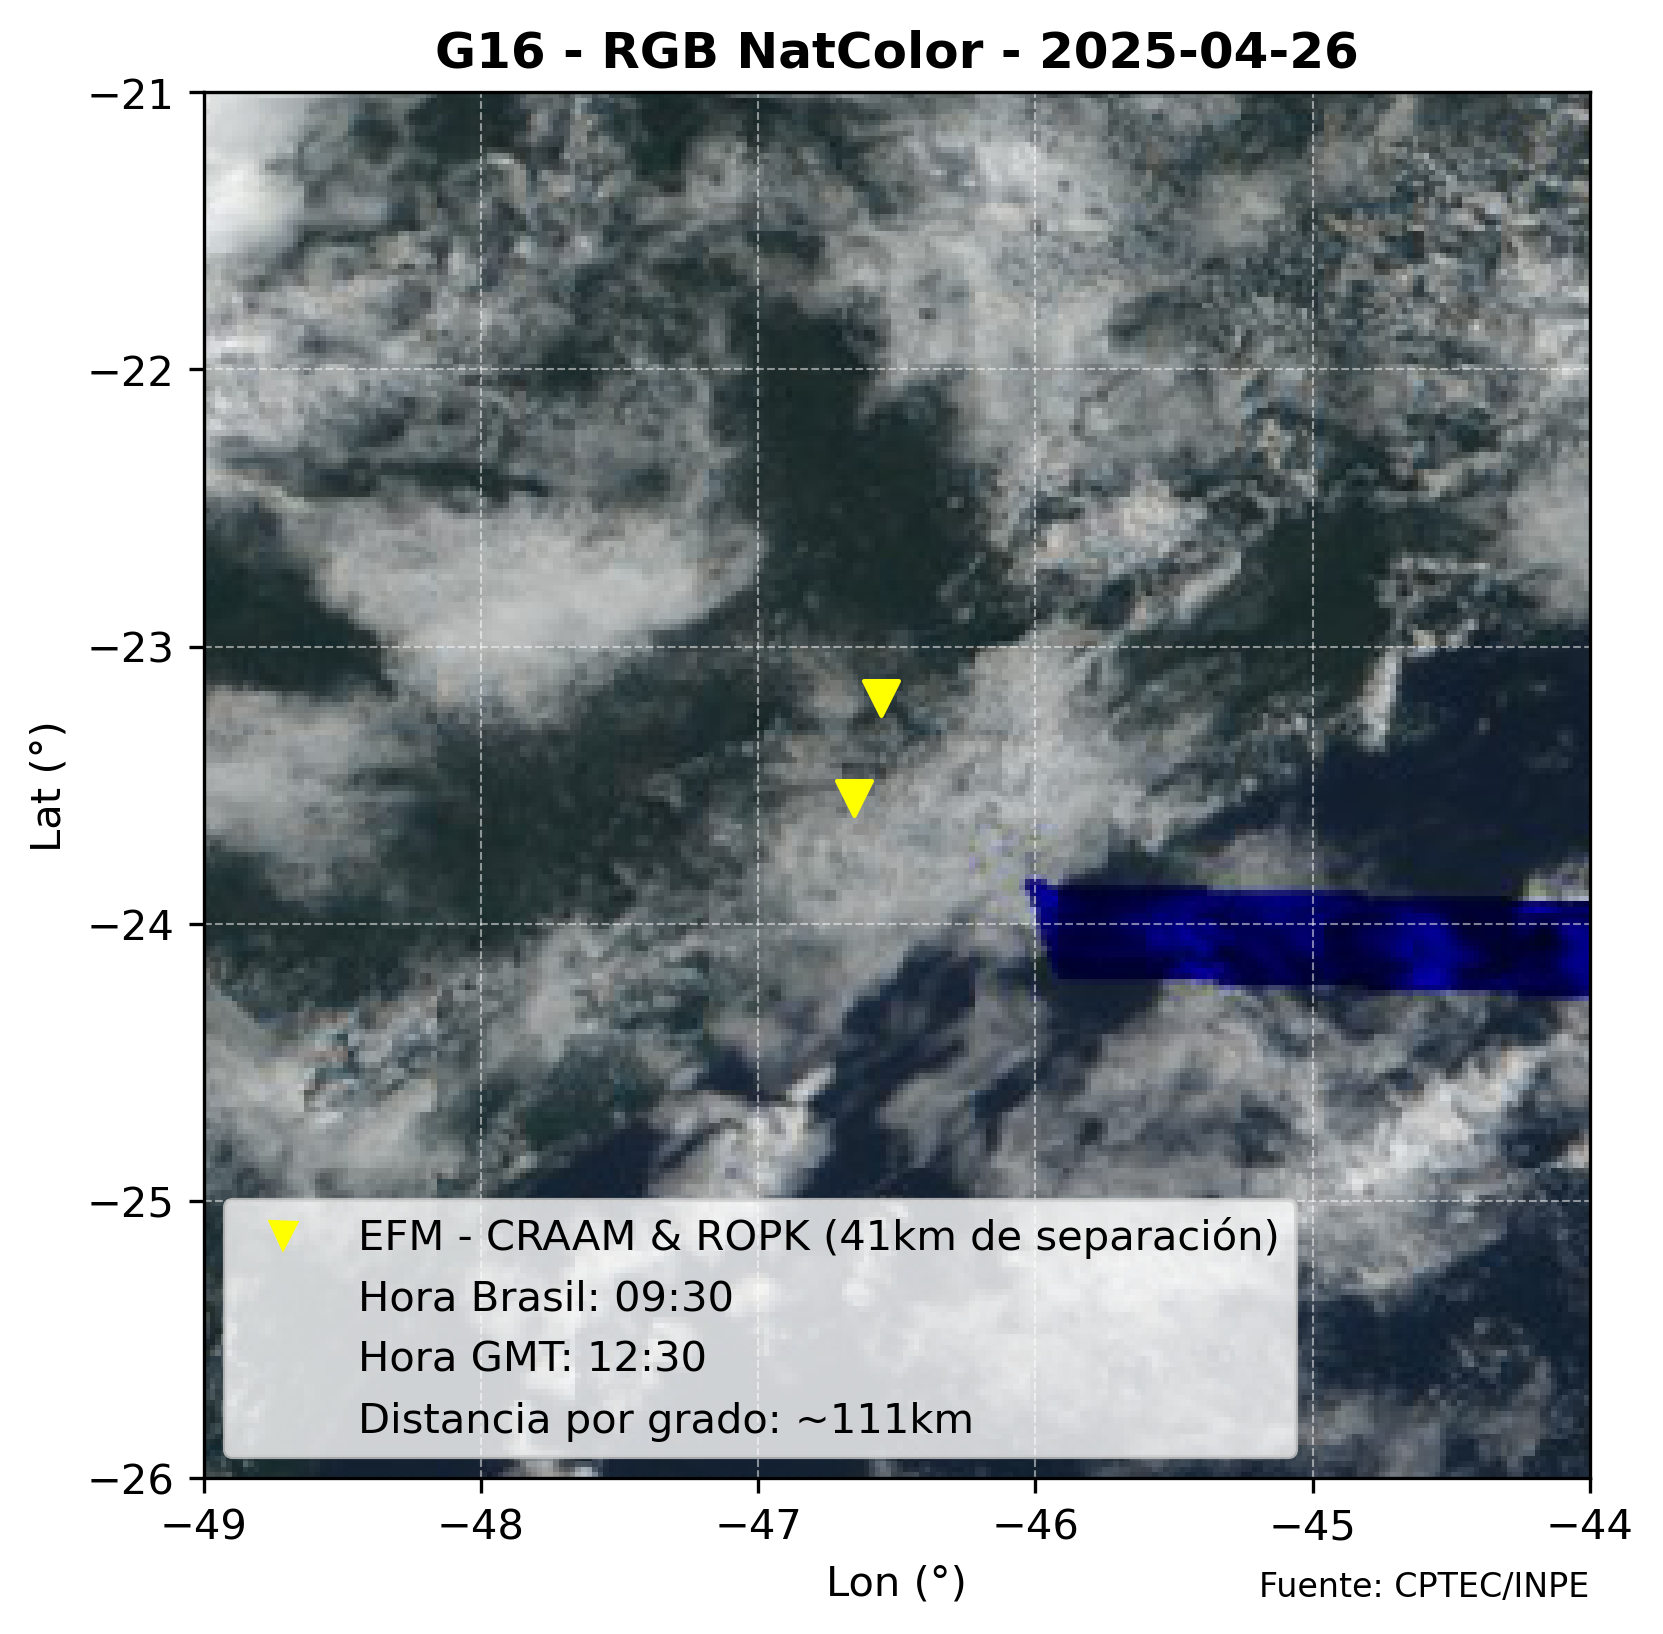 G16 - RGB NatColor - 2025-04-26
−21
−22
−23
−24
−25
−26
Lat (°)
EFM - CRAAM & ROPK (41km de separación)
Hora Brasil: 09:30
Hora GMT: 12:30
Distancia por grado: ~111km
−49 −48 −47 −46 −45 −44
Lon (°)
Fuente: CPTEC/INPE